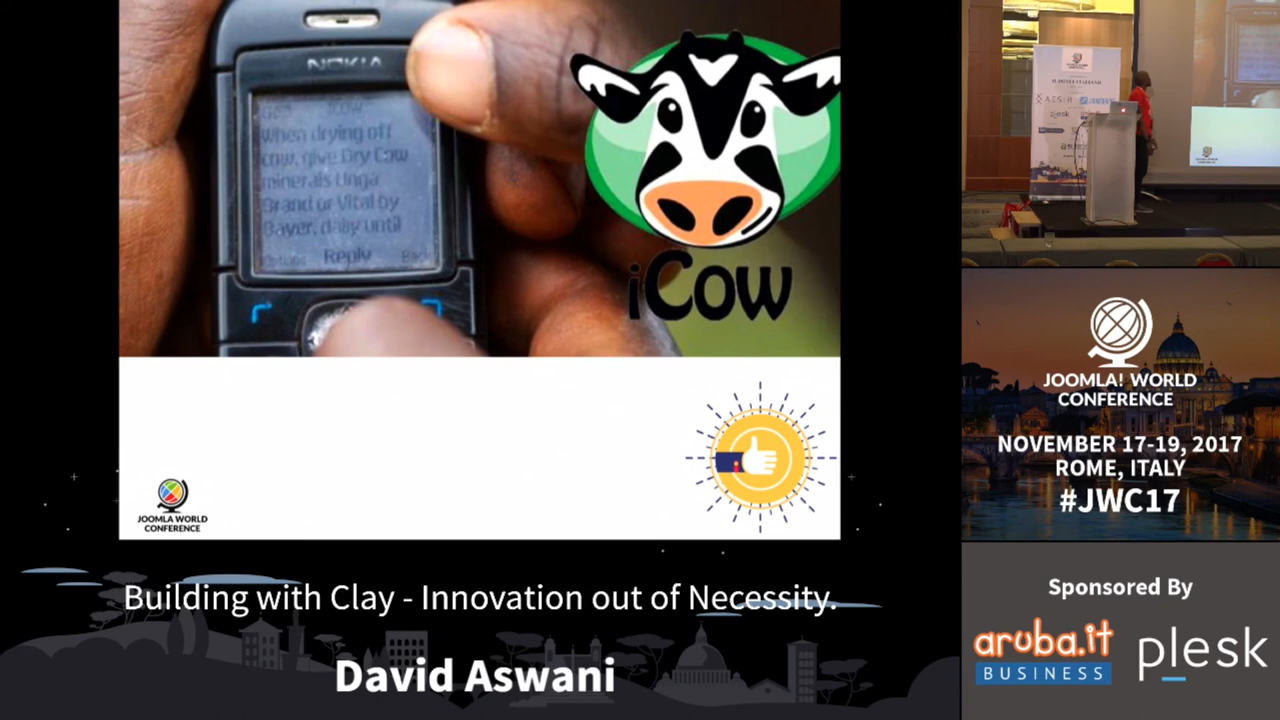 NOKIA
when drying off
cow, give Dry Cow
minerals Unga
Brand or Vital by
Bayer, daily until
Options Reply Back
iCow
JOOMLA WORLD
CONFERENCE
Building with Clay - Innovation out of Necessity.
David Aswani
JOOMLA! WORLD
CONFERENCE
NOVEMBER 17-19, 2017
ROME, ITALY
#JWC17
Sponsored By
aruba.it
BUSINESS
plesk